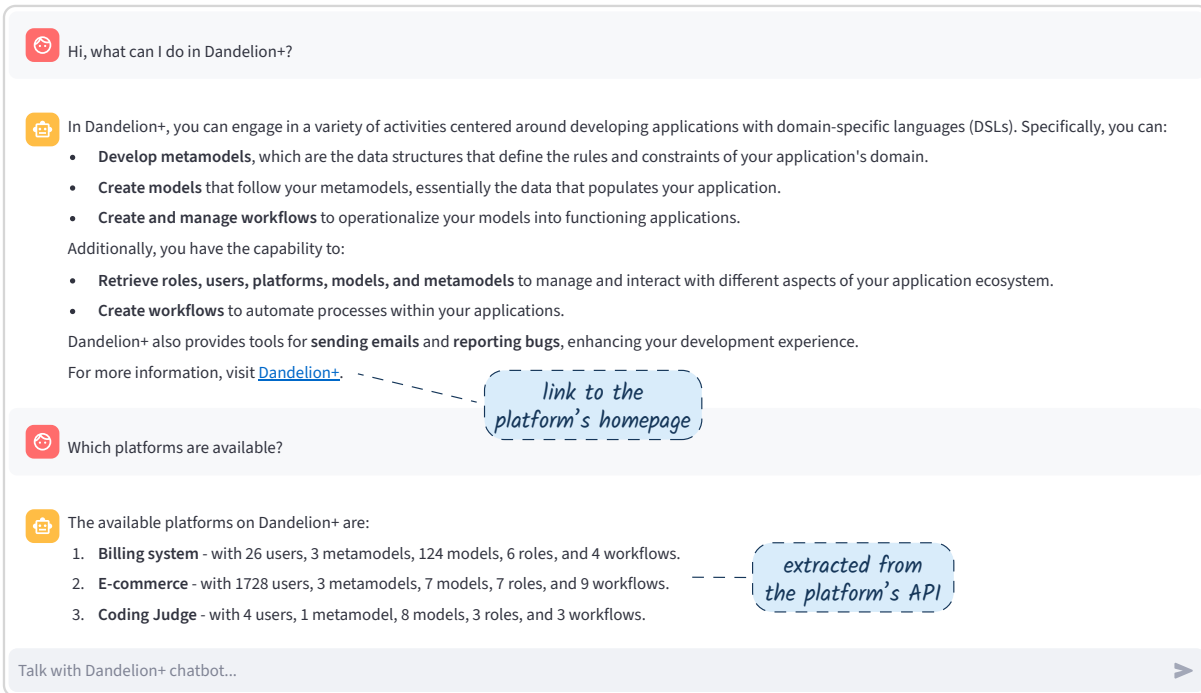 Hi, what can I do in Dandelion+?
In Dandelion+, you can engage in a variety of activities centered around developing applications with domain-specific languages (DSLs). Specifically, you can:
• Develop metamodels, which are the data structures that define the rules and constraints of your application's domain.
• Create models that follow your metamodels, essentially the data that populates your application.
• Create and manage workflows to operationalize your models into functioning applications.
Additionally, you have the capability to:
• Retrieve roles, users, platforms, models, and metamodels to manage and interact with different aspects of your application ecosystem.
• Create workflows to automate processes within your applications.
Dandelion+ also provides tools for sending emails and reporting bugs, enhancing your development experience.
For more information, visit Dandelion+.
link to the
platform's homepage
Which platforms are available?
The available platforms on Dandelion+ are:
1. Billing system - with 26 users, 3 metamodels, 124 models, 6 roles, and 4 workflows.
2. E-commerce - with 1728 users, 3 metamodels, 7 models, 7 roles, and 9 workflows.
3. Coding Judge - with 4 users, 1 metamodel, 8 models, 3 roles, and 3 workflows.
extracted from
the platform's API
Talk with Dandelion+ chatbot...